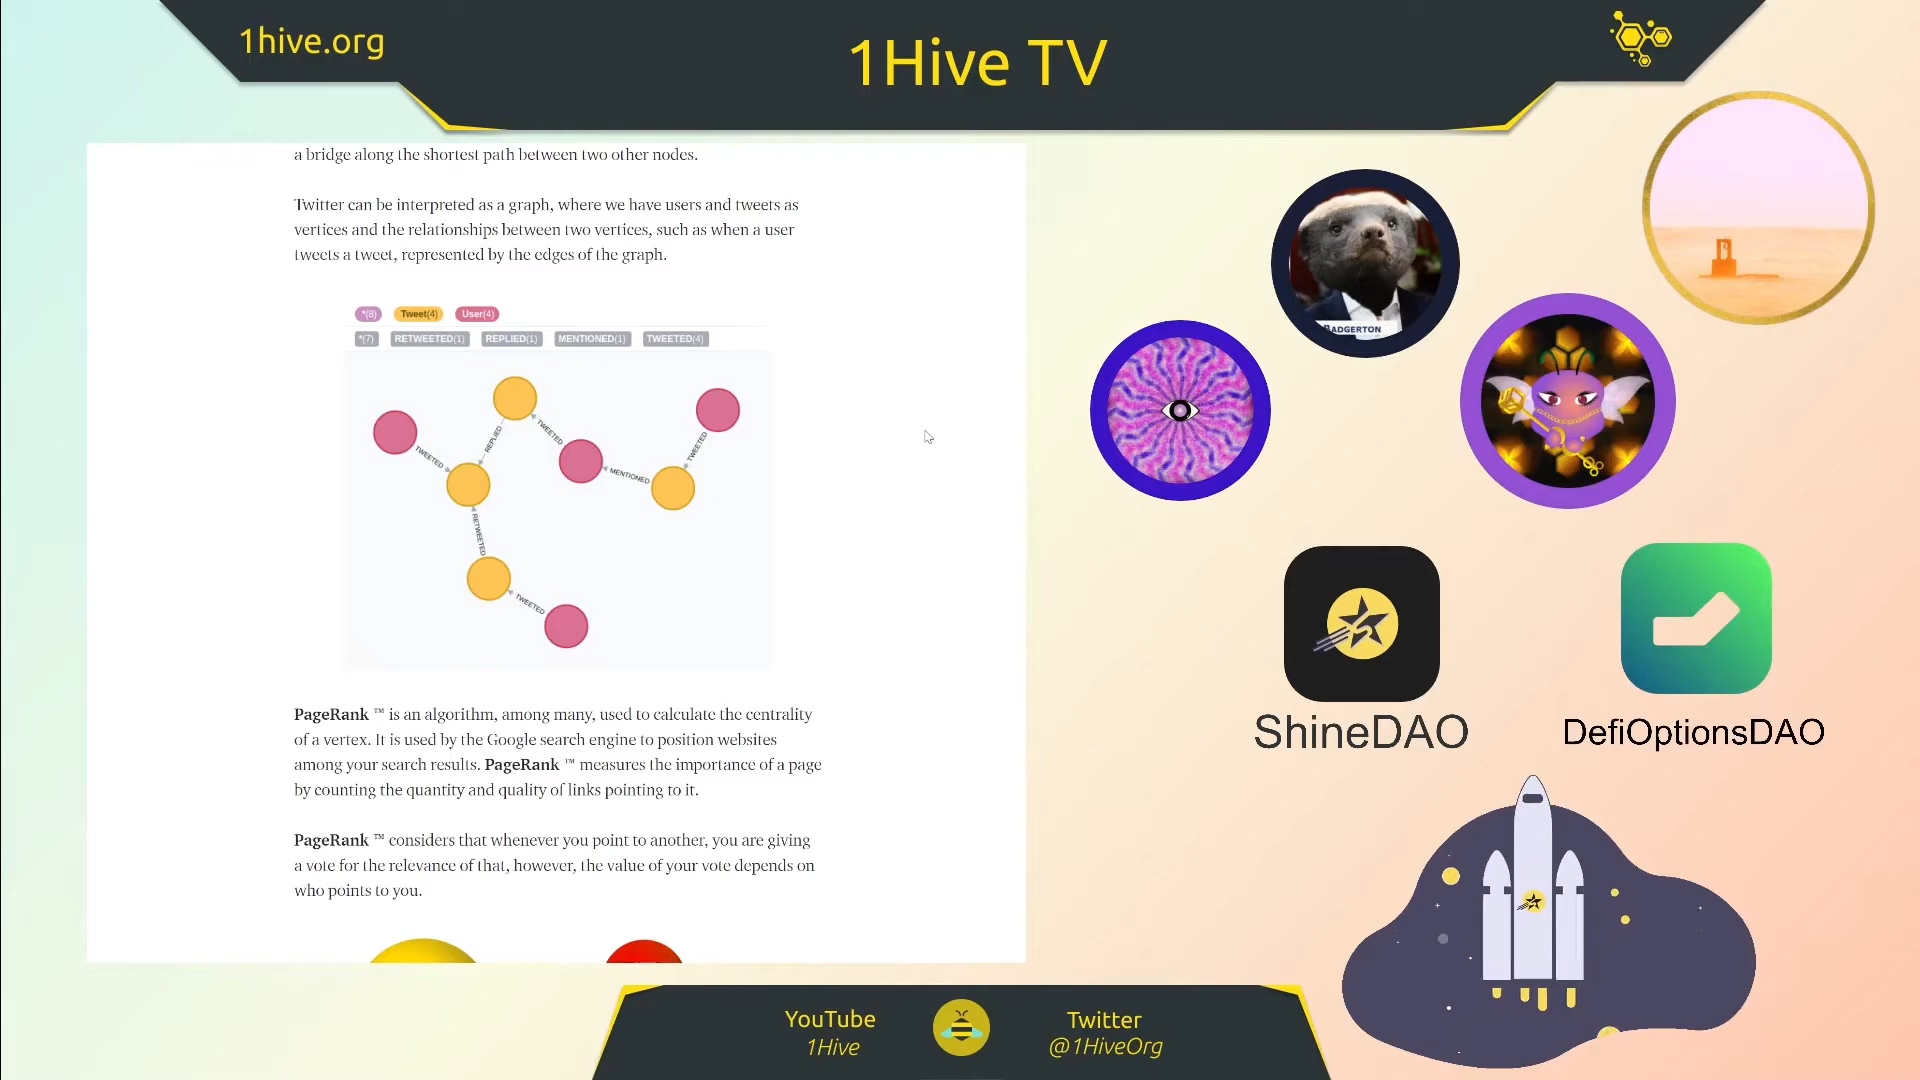 1hive.org
1Hive TV
a bridge along the shortest path between two other nodes.
Twitter can be interpreted as a graph, where we have users and tweets as
vertices and the relationships between two vertices, such as when a user
tweets a tweet, represented by the edges of the graph.
*(8) Tweet(4) User(4)
*(7) RETWEETED(1) REPLIED(1) MENTIONED(1) TWEETED(4)
TWEETED
REPLIED
TWEETED
TWEETED
MENTIONED
RETWEETED
TWEETED
PageRank ™ is an algorithm, among many, used to calculate the centrality
of a vertex. It is used by the Google search engine to position websites
among your search results. PageRank ™ measures the importance of a page
by counting the quantity and quality of links pointing to it.
PageRank ™ considers that whenever you point to another, you are giving
a vote for the relevance of that, however, the value of your vote depends on
who points to you.
BADGERTON
ShineDAO
DefiOptionsDAO
YouTube
1Hive
Twitter
@1HiveOrg